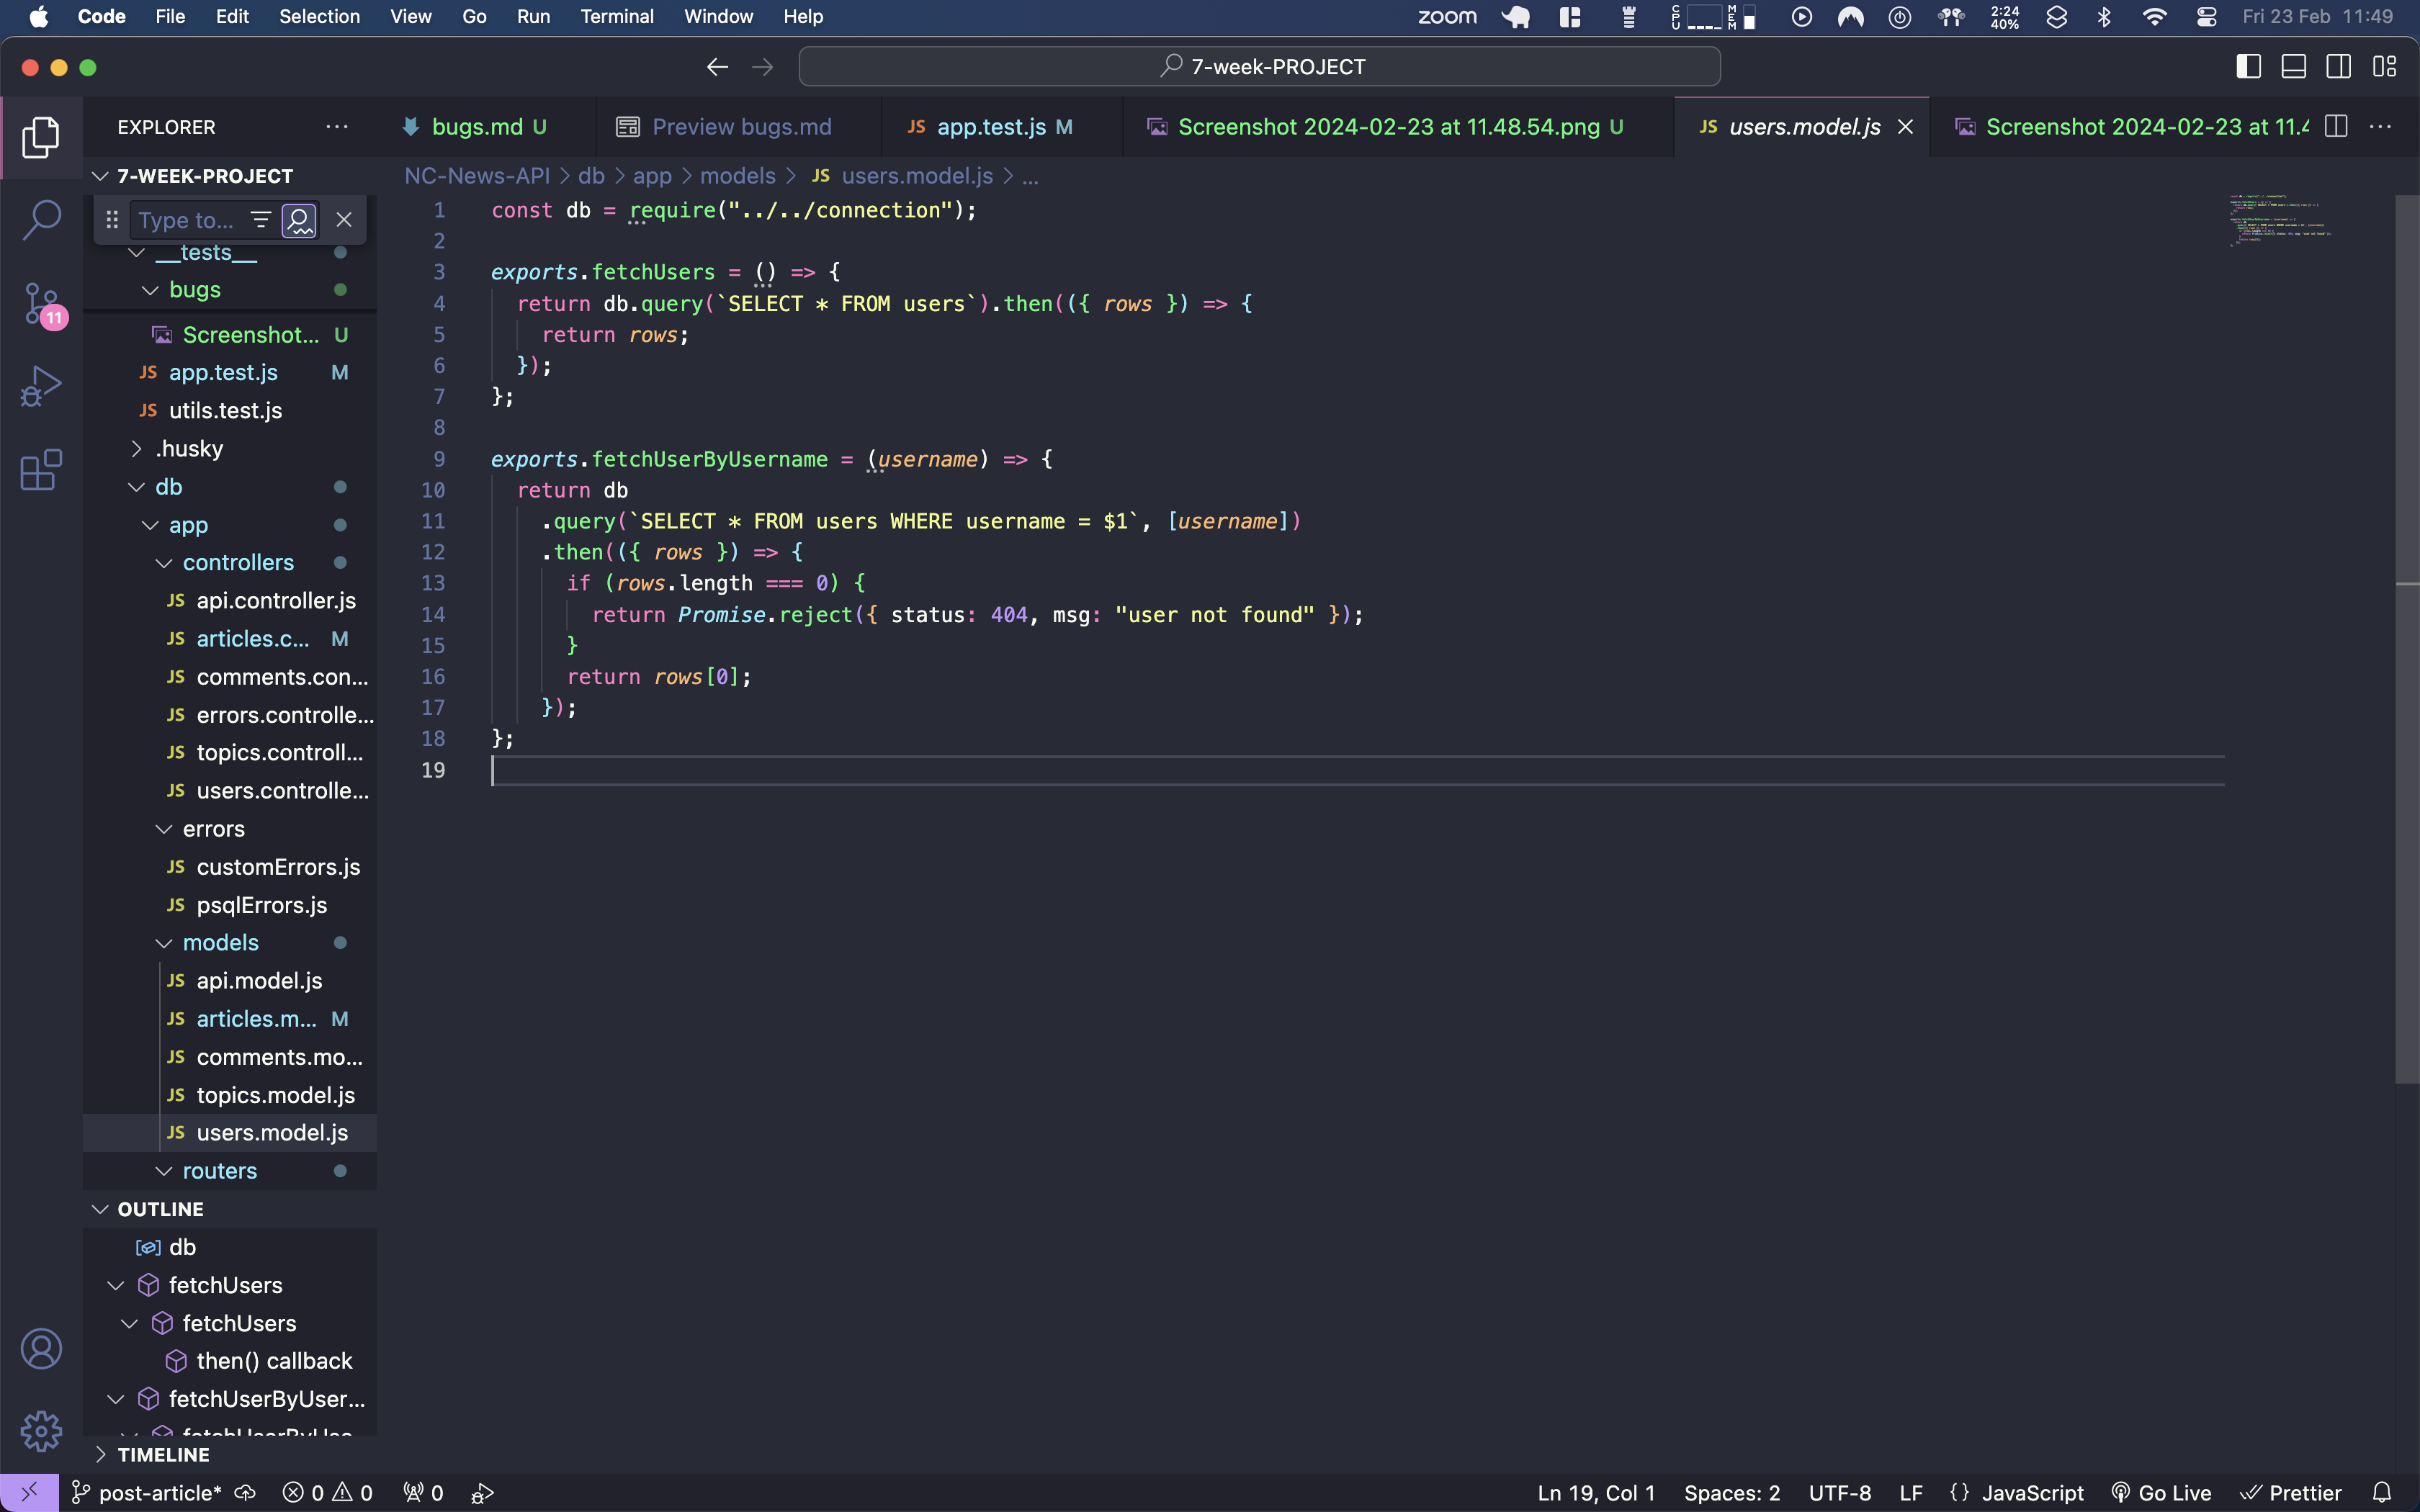 Code File Edit Selection View Go Run Terminal Window Help
zoom CPU MEM 2:24 40% Fri 23 Feb 11:49
7-week-PROJECT
EXPLORER
bugs.md U Preview bugs.md JS app.test.js M Screenshot 2024-02-23 at 11.48.54.png U JS users.model.js Screenshot 2024-02-23 at 11.4
7-WEEK-PROJECT
Type to...
__tests__
bugs
Screenshot... U
JS app.test.js M
JS utils.test.js
.husky
db
app
controllers
JS api.controller.js
JS articles.c... M
JS comments.con...
JS errors.controlle...
JS topics.controll...
JS users.controlle...
errors
JS customErrors.js
JS psqlErrors.js
models
JS api.model.js
JS articles.m... M
JS comments.mo...
JS topics.model.js
JS users.model.js
routers
OUTLINE
db
fetchUsers
fetchUsers
then() callback
fetchUserByUser...
TIMELINE
11
NC-News-API > db > app > models > JS users.model.js > ...
1 const db = require("../../connection");
2
3 exports.fetchUsers = () => {
4 return db.query(`SELECT * FROM users`).then(({ rows }) => {
5 return rows;
6 });
7 };
8
9 exports.fetchUserByUsername = (username) => {
10 return db
11 .query(`SELECT * FROM users WHERE username = $1`, [username])
12 .then(({ rows }) => {
13 if (rows.length === 0) {
14 return Promise.reject({ status: 404, msg: "user not found" });
15 }
16 return rows[0];
17 });
18 };
19
post-article* 0 0 0 Ln 19, Col 1 Spaces: 2 UTF-8 LF {} JavaScript Go Live Prettier